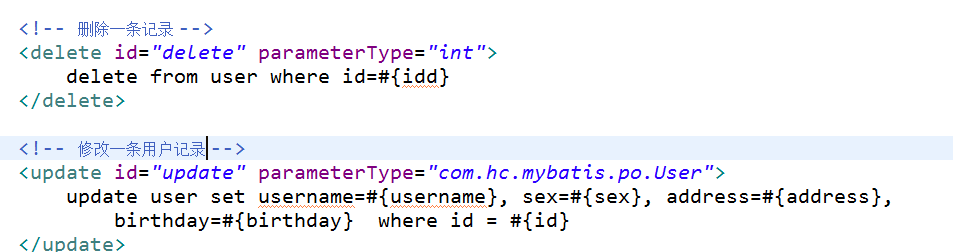 <!-- 删除一条记录 -->
<delete id="delete" parameterType="int">
delete from user where id=#{idd}
</delete>
<!-- 修改一条用户记录 -->
<update id="update" parameterType="com.hc.mybatis.po.User">
update user set username=#{username}, sex=#{sex}, address=#{address},
birthday=#{birthday}  where id = #{id}
</update>